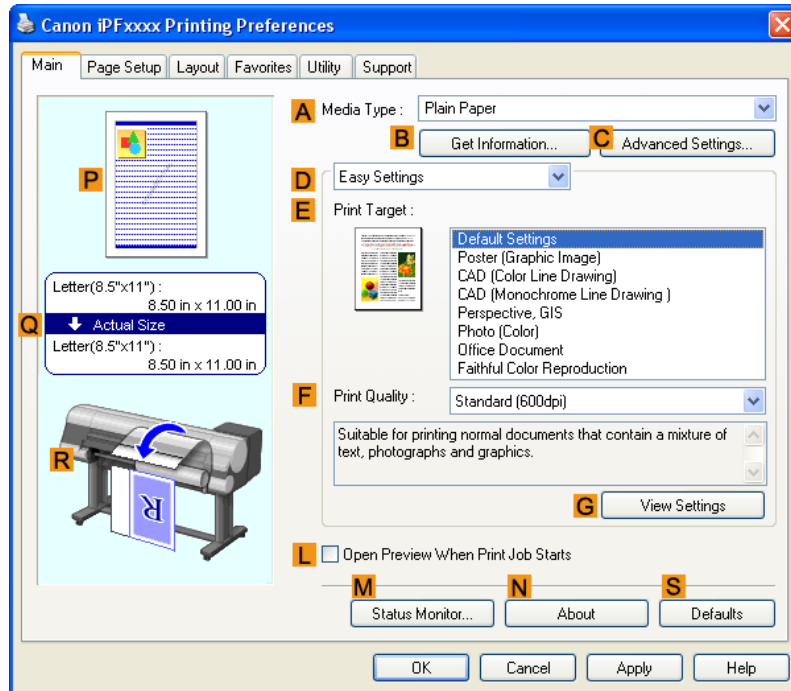 Canon iPFxxxx Printing Preferences
Main Page Setup Layout Favorites Utility Support
A Media Type : Plain Paper
B Get Information... C Advanced Settings...
P
D Easy Settings
E Print Target :
Default Settings
Poster (Graphic Image)
CAD (Color Line Drawing)
CAD (Monochrome Line Drawing )
Perspective, GIS
Photo (Color)
Office Document
Faithful Color Reproduction
Letter(8.5"x11") :
8.50 in x 11.00 in
Q Actual Size
Letter(8.5"x11") :
8.50 in x 11.00 in
F Print Quality : Standard (600dpi)
Suitable for printing normal documents that contain a mixture of
text, photographs and graphics.
R
R
G View Settings
L Open Preview When Print Job Starts
M Status Monitor... N About S Defaults
OK Cancel Apply Help